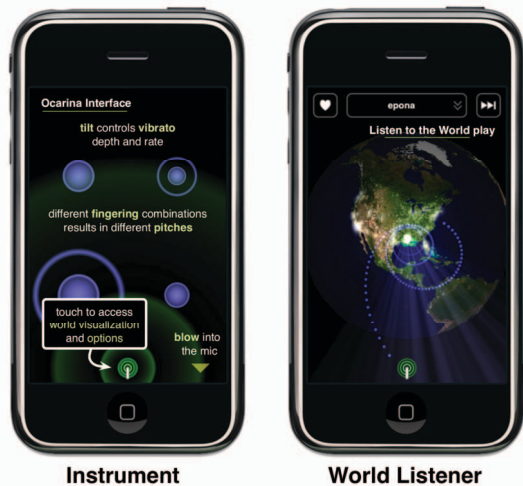 Ocarina Interface
tilt controls vibrato
depth and rate
different fingering combinations
results in different pitches
touch to access
world visualization
and options
blow into
the mic
Instrument
epona
Listen to the World play
World Listener